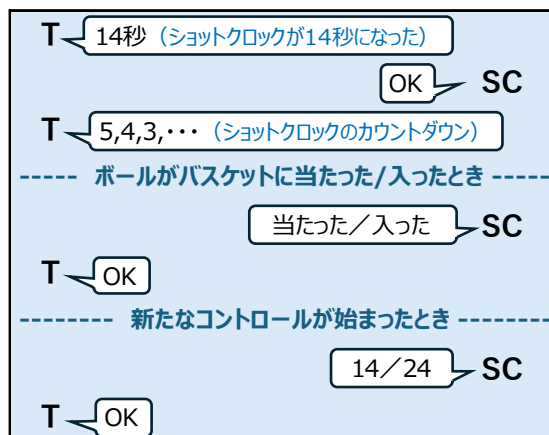 T 14秒（ショットクロックが14秒になった）
OK SC
T 5,4,3,･･･（ショットクロックのカウントダウン）
----- ボールがバスケットに当たった/入ったとき -----
当たった／入った SC
T OK
-------- 新たなコントロールが始まったとき --------
14／24 SC
T OK